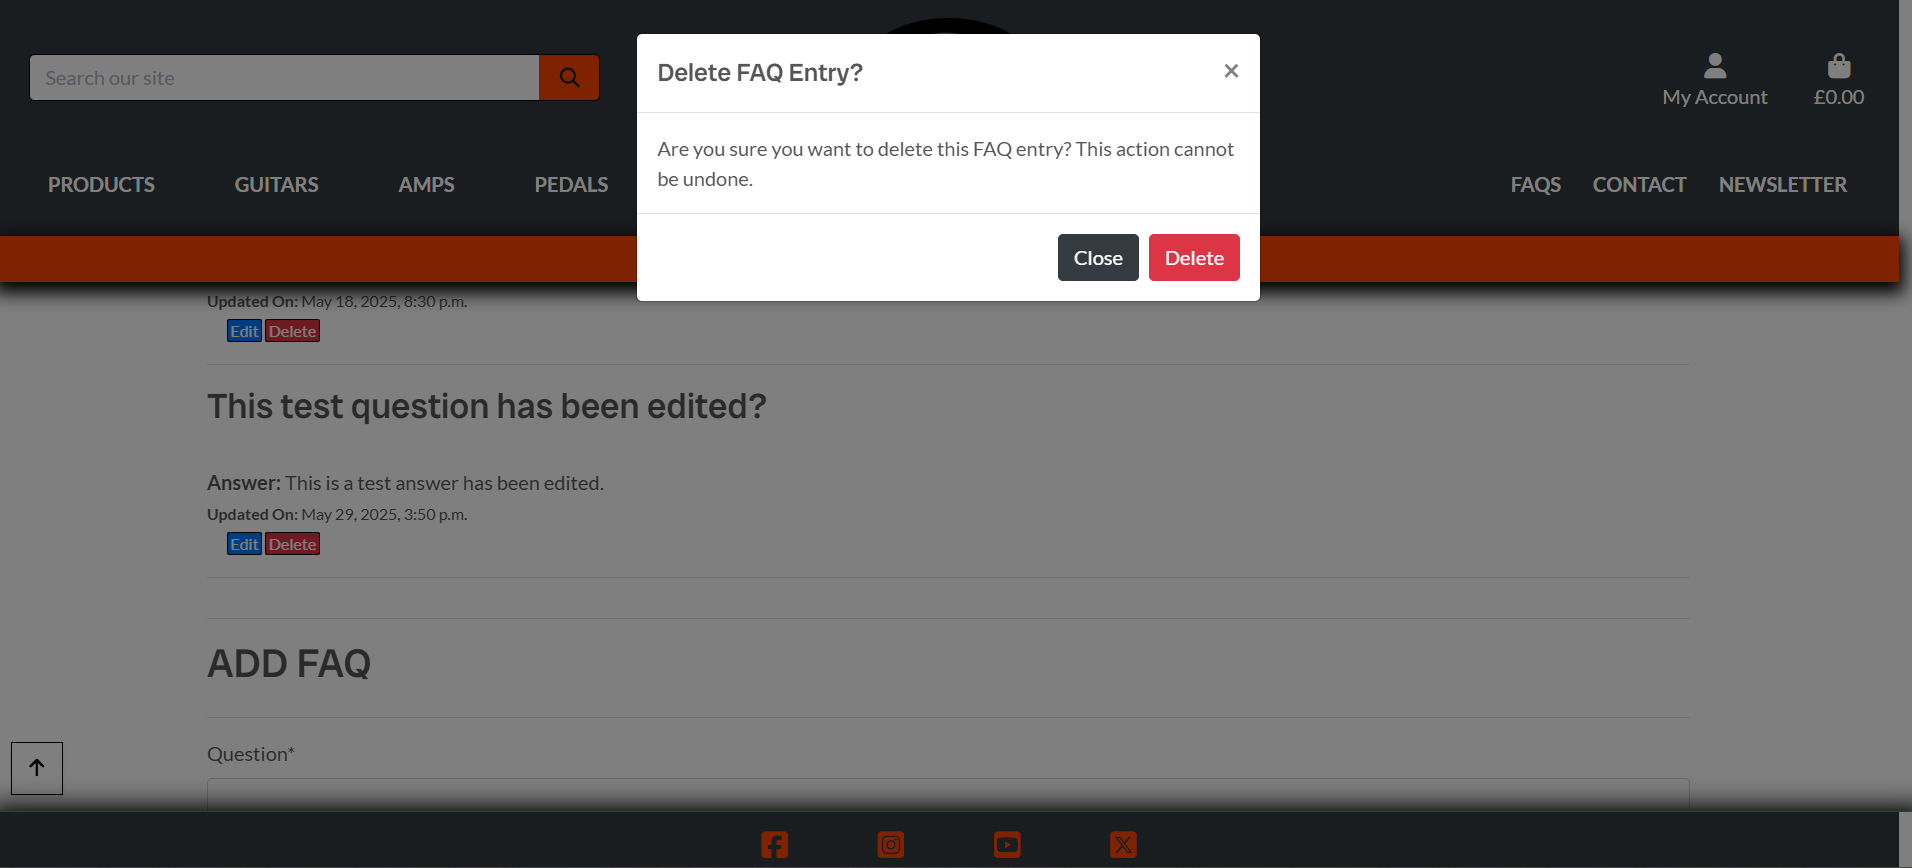 Search our site
My Account
£0.00
PRODUCTS
GUITARS
AMPS
PEDALS
FAQS
CONTACT
NEWSLETTER
Delete FAQ Entry?
×
Are you sure you want to delete this FAQ entry? This action cannot
be undone.
Close
Delete
Updated On: May 18, 2025, 8:30 p.m.
Edit Delete
This test question has been edited?
Answer: This is a test answer has been edited.
Updated On: May 29, 2025, 3:50 p.m.
Edit Delete
ADD FAQ
Question*